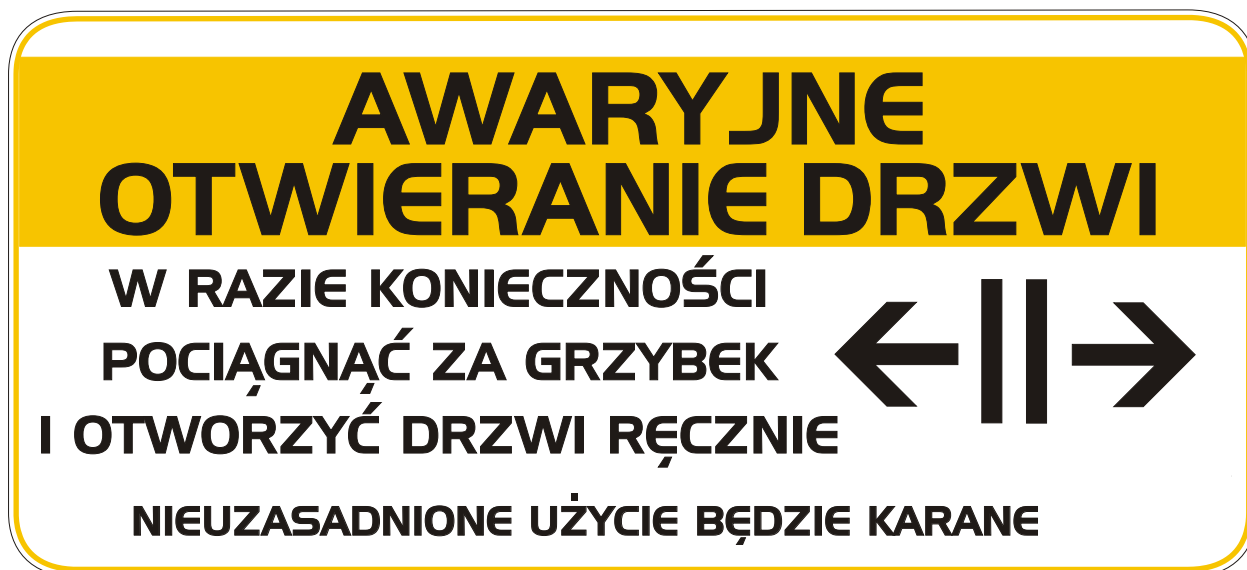 AWARYJNE
OTWIERANIE DRZWI
W RAZIE KONIECZNOŚCI
POCIĄGNĄĆ ZA GRZYBEK
I OTWORZYĆ DRZWI RĘCZNIE
NIEUZASADNIONE UŻYCIE BĘDZIE KARANE